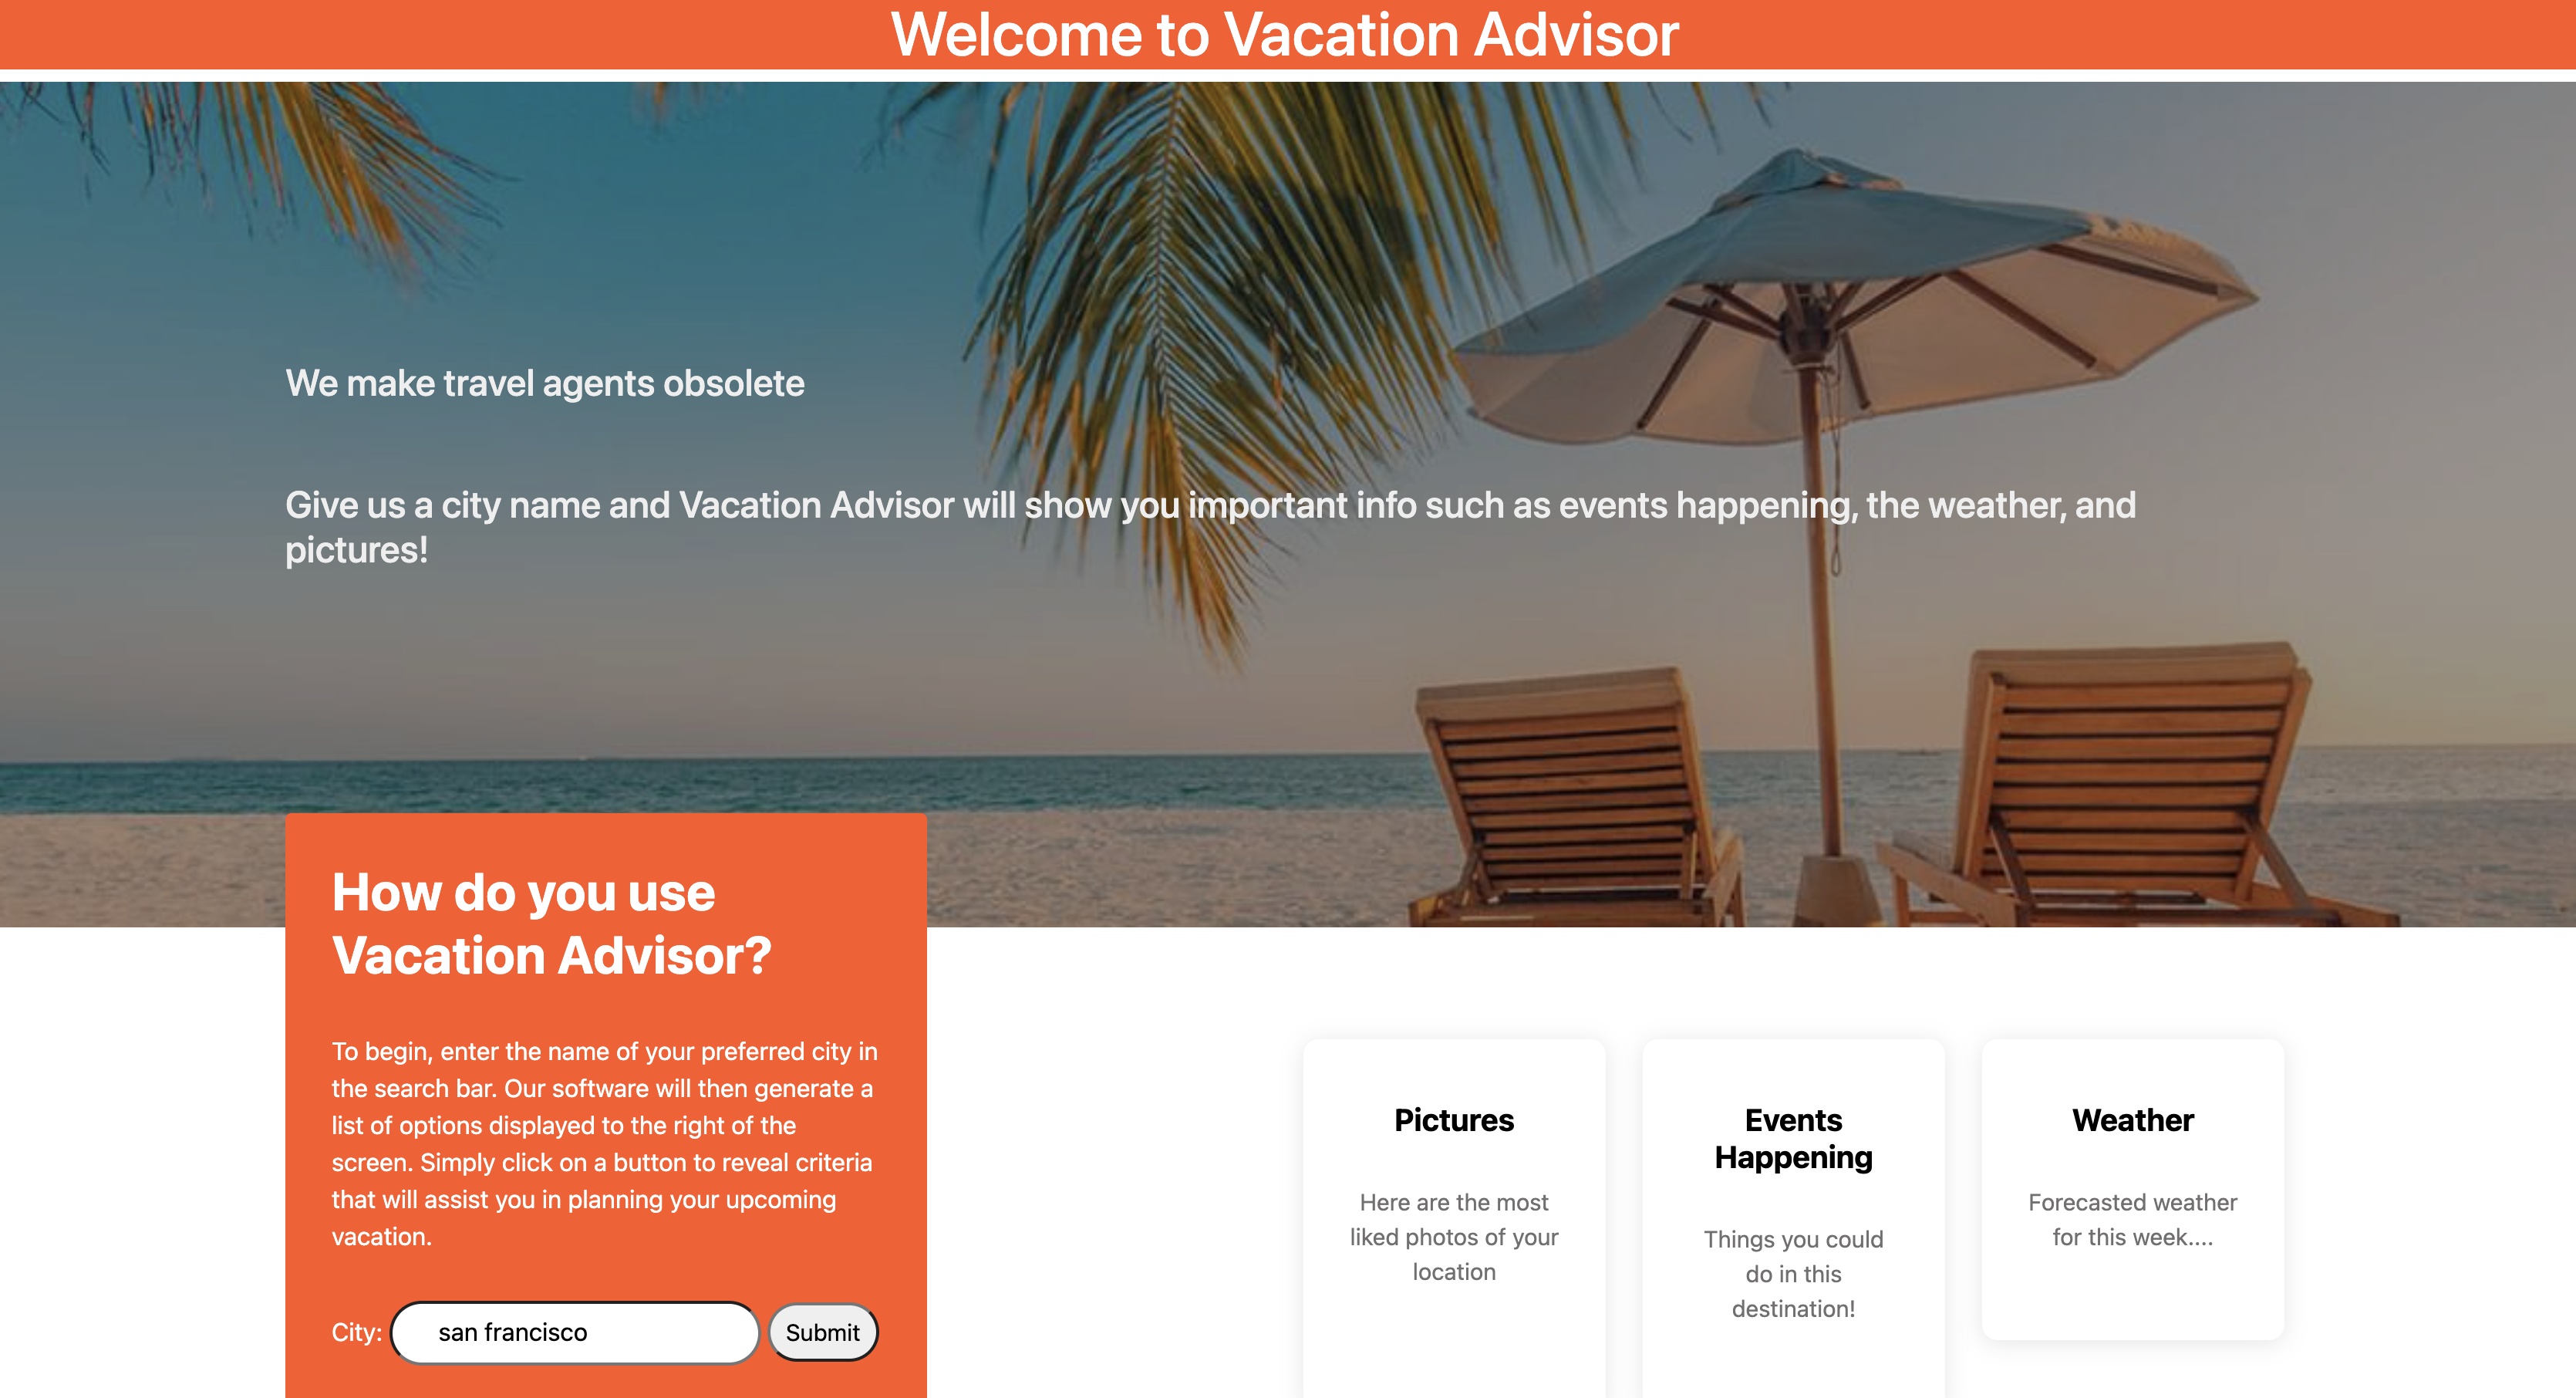 Welcome to Vacation Advisor
We make travel agents obsolete
Give us a city name and Vacation Advisor will show you important info such as events happening, the weather, and
pictures!
How do you use
Vacation Advisor?
To begin, enter the name of your preferred city in
the search bar. Our software will then generate a
list of options displayed to the right of the
screen. Simply click on a button to reveal criteria
that will assist you in planning your upcoming
vacation.
City: san francisco Submit
Pictures
Here are the most
liked photos of your
location
Events
Happening
Things you could
do in this
destination!
Weather
Forecasted weather
for this week....